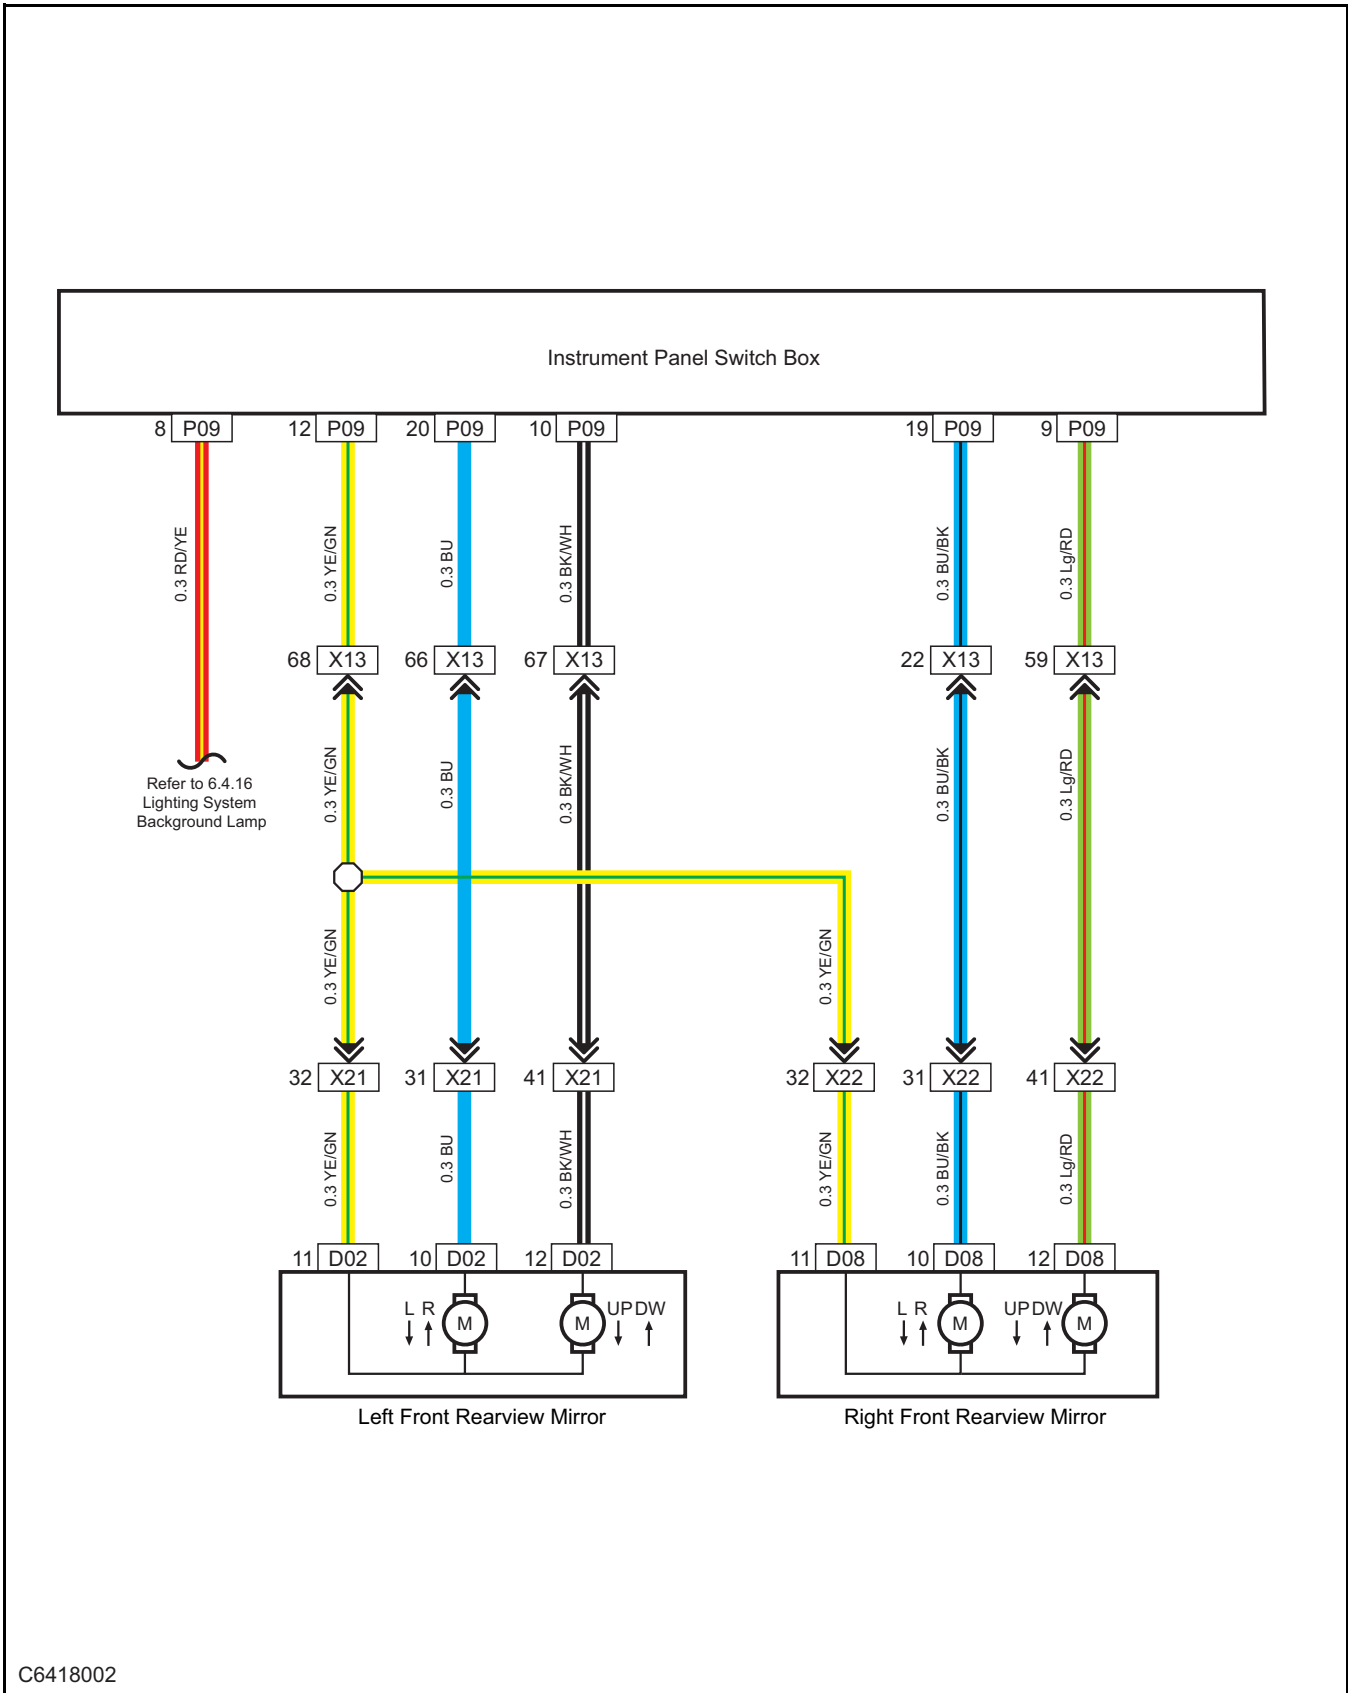 Instrument Panel Switch Box
8 P09 12 P09 20 P09 10 P09 19 P09 9 P09
0.3 RD/YE 0.3 YE/GN 0.3 BU 0.3 BK/WH 0.3 BU/BK 0.3 Lg/RD
68 X13 66 X13 67 X13 22 X13 59 X13
0.3 YE/GN 0.3 BU 0.3 BK/WH 0.3 BU/BK 0.3 Lg/RD
Refer to 6.4.16
Lighting System
Background Lamp
0.3 YE/GN 0.3 YE/GN
32 X21 31 X21 41 X21 32 X22 31 X22 41 X22
0.3 YE/GN 0.3 BU 0.3 BK/WH 0.3 YE/GN 0.3 BU/BK 0.3 Lg/RD
11 D02 10 D02 12 D02 11 D08 10 D08 12 D08
L R M M UP DW L R M UP DW M
Left Front Rearview Mirror Right Front Rearview Mirror
C6418002